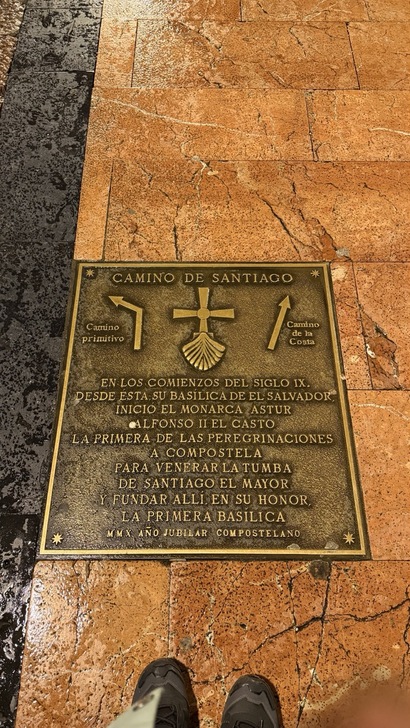 CAMINO DE SANTIAGO
Camino
primitivo
Camino
de la
Costa
EN LOS COMIENZOS DEL SIGLO IX.
DESDE ESTA SU BASILICA DE EL SALVADOR
INICIO EL MONARCA ASTUR
ALFONSO II EL CASTO
LA PRIMERA DE LAS PEREGRINACIONES
A COMPOSTELA
PARA VENERAR LA TUMBA
DE SANTIAGO EL MAYOR
Y FUNDAR ALLI, EN SU HONOR,
LA PRIMERA BASILICA
MMX AÑO JUBILAR COMPOSTELANO